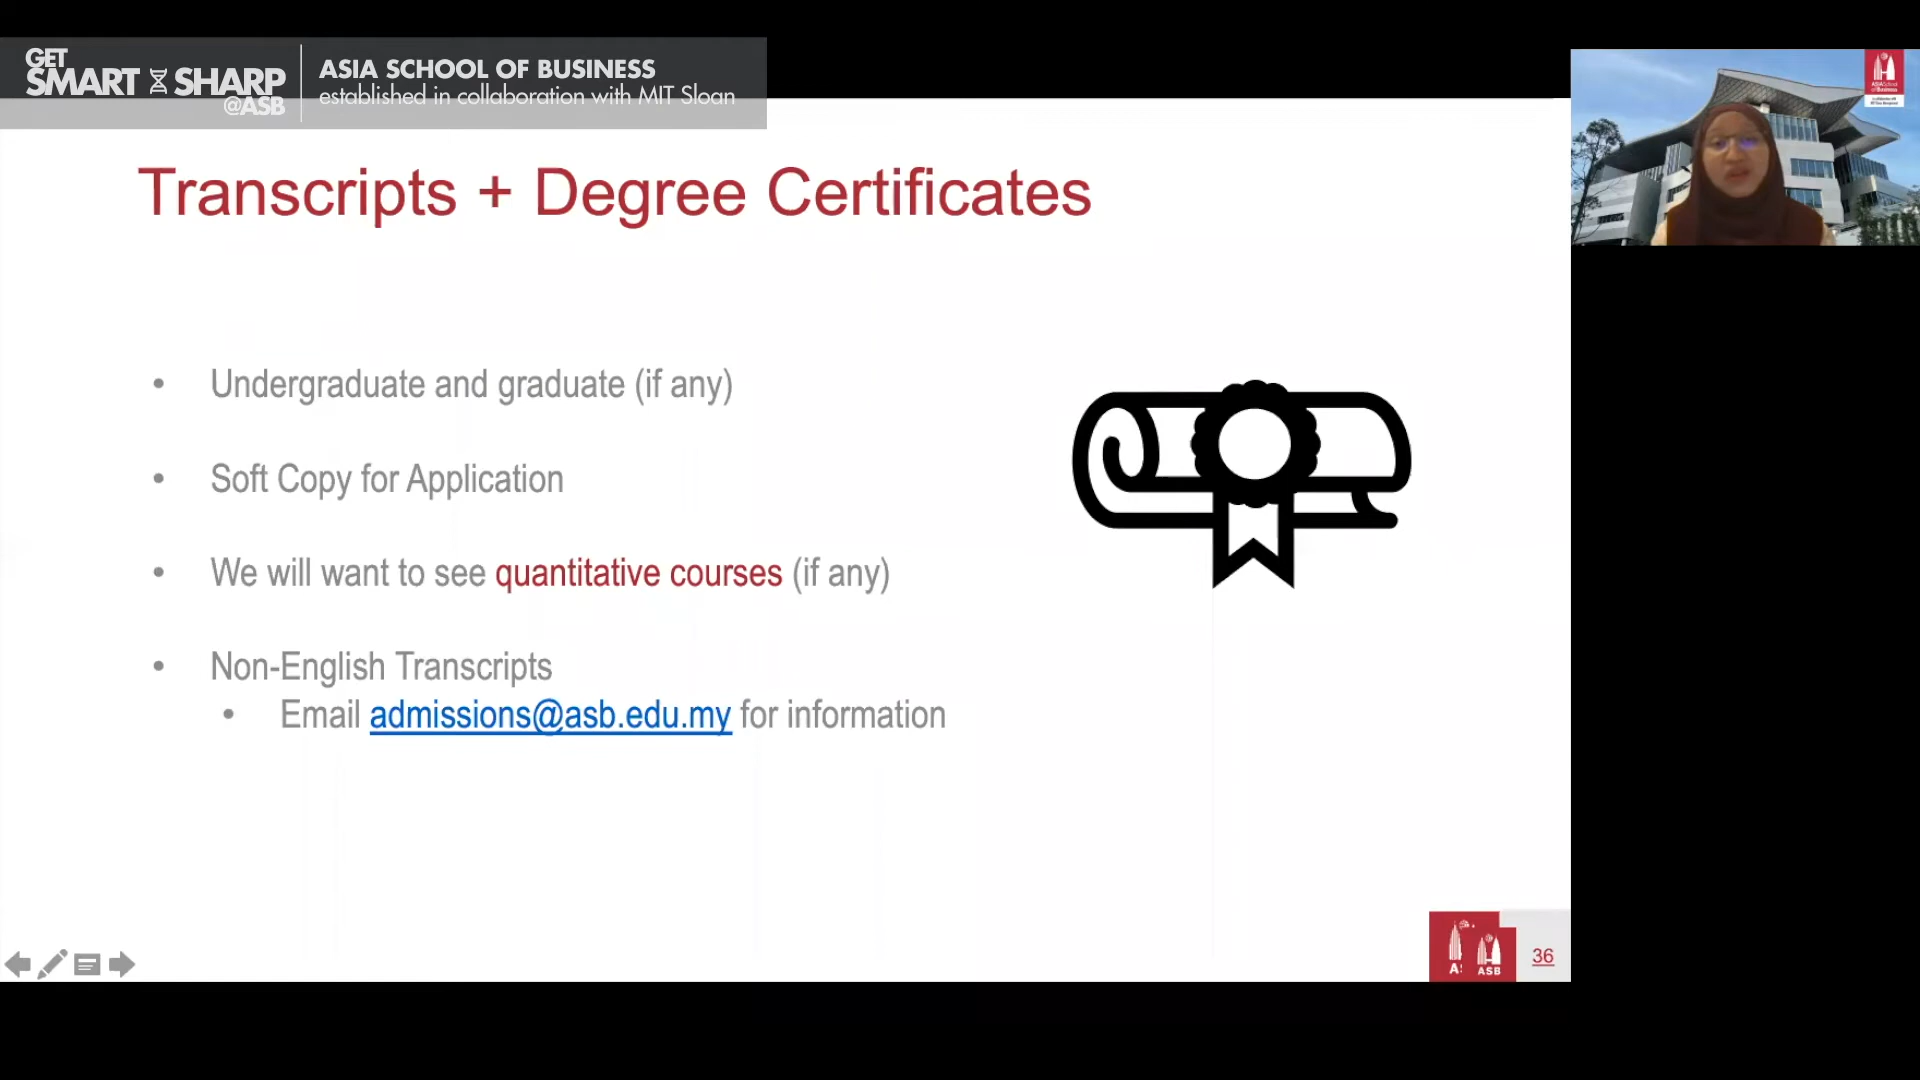 GET
SMART SHARP
@ASB
ASIA SCHOOL OF BUSINESS
established in collaboration with MIT Sloan
Transcripts + Degree Certificates
• Undergraduate and graduate (if any)
• Soft Copy for Application
• We will want to see quantitative courses (if any)
• Non-English Transcripts
• Email admissions@asb.edu.my for information
ASB
36